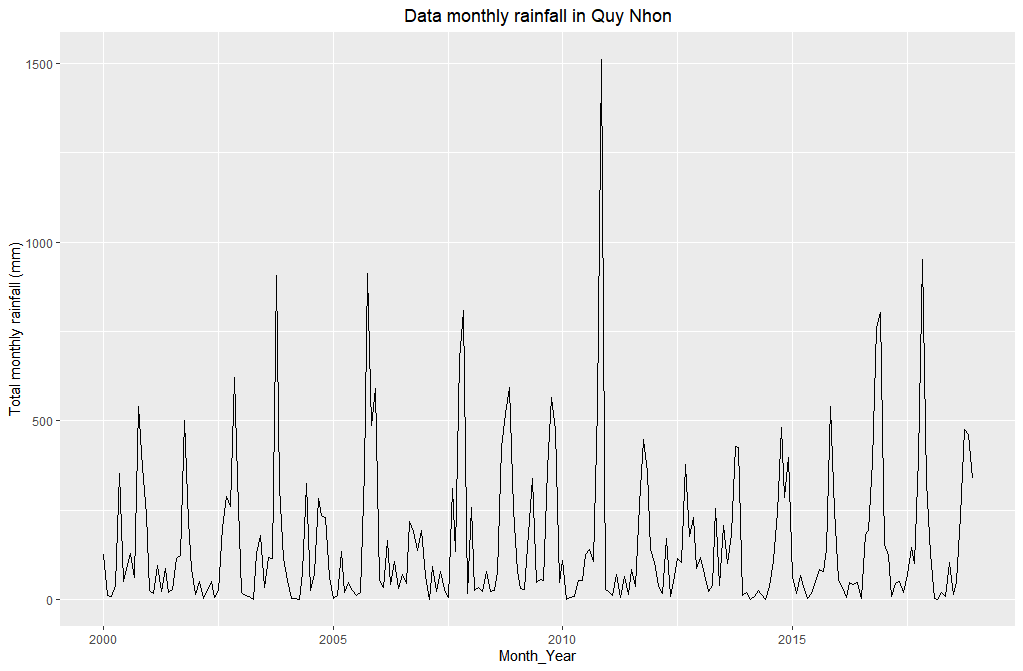 Data monthly rainfall in Quy Nhon
Total monthly rainfall (mm)
1500
1000
500
0
2000 2005 2010 2015
Month_Year